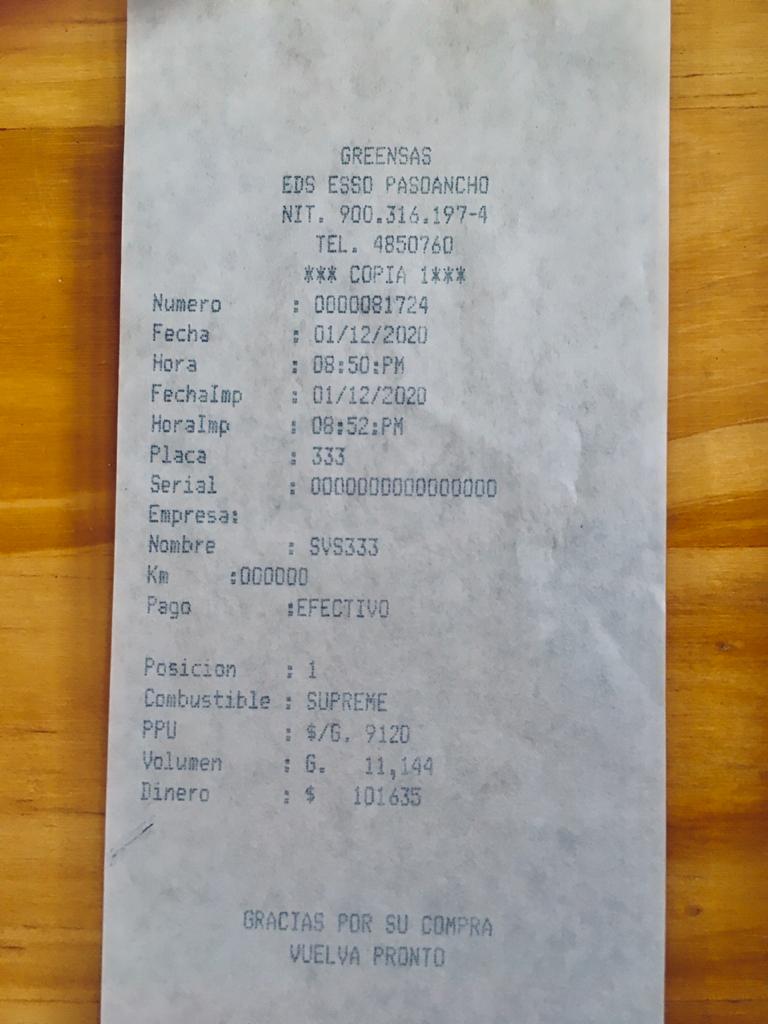 GREENSAS
EDS ESSO PASOANCHO
NIT. 900.316.197-4
TEL. 4850760
*** COPIA 1***
Numero : 0000081724
Fecha : 01/12/2020
Hora : 08:50:PM
FechaImp : 01/12/2020
HoraImp : 08:52:PM
Placa : 333
Serial : 0000000000000000
Empresa:
Nombre : SVS333
Km :000000
Pago :EFECTIVO
Posicion : 1
Combustible : SUPREME
PPU : $/G. 9120
Volumen : G. 11,144
Dinero : $ 101635
GRACIAS POR SU COMPRA
VUELVA PRONTO